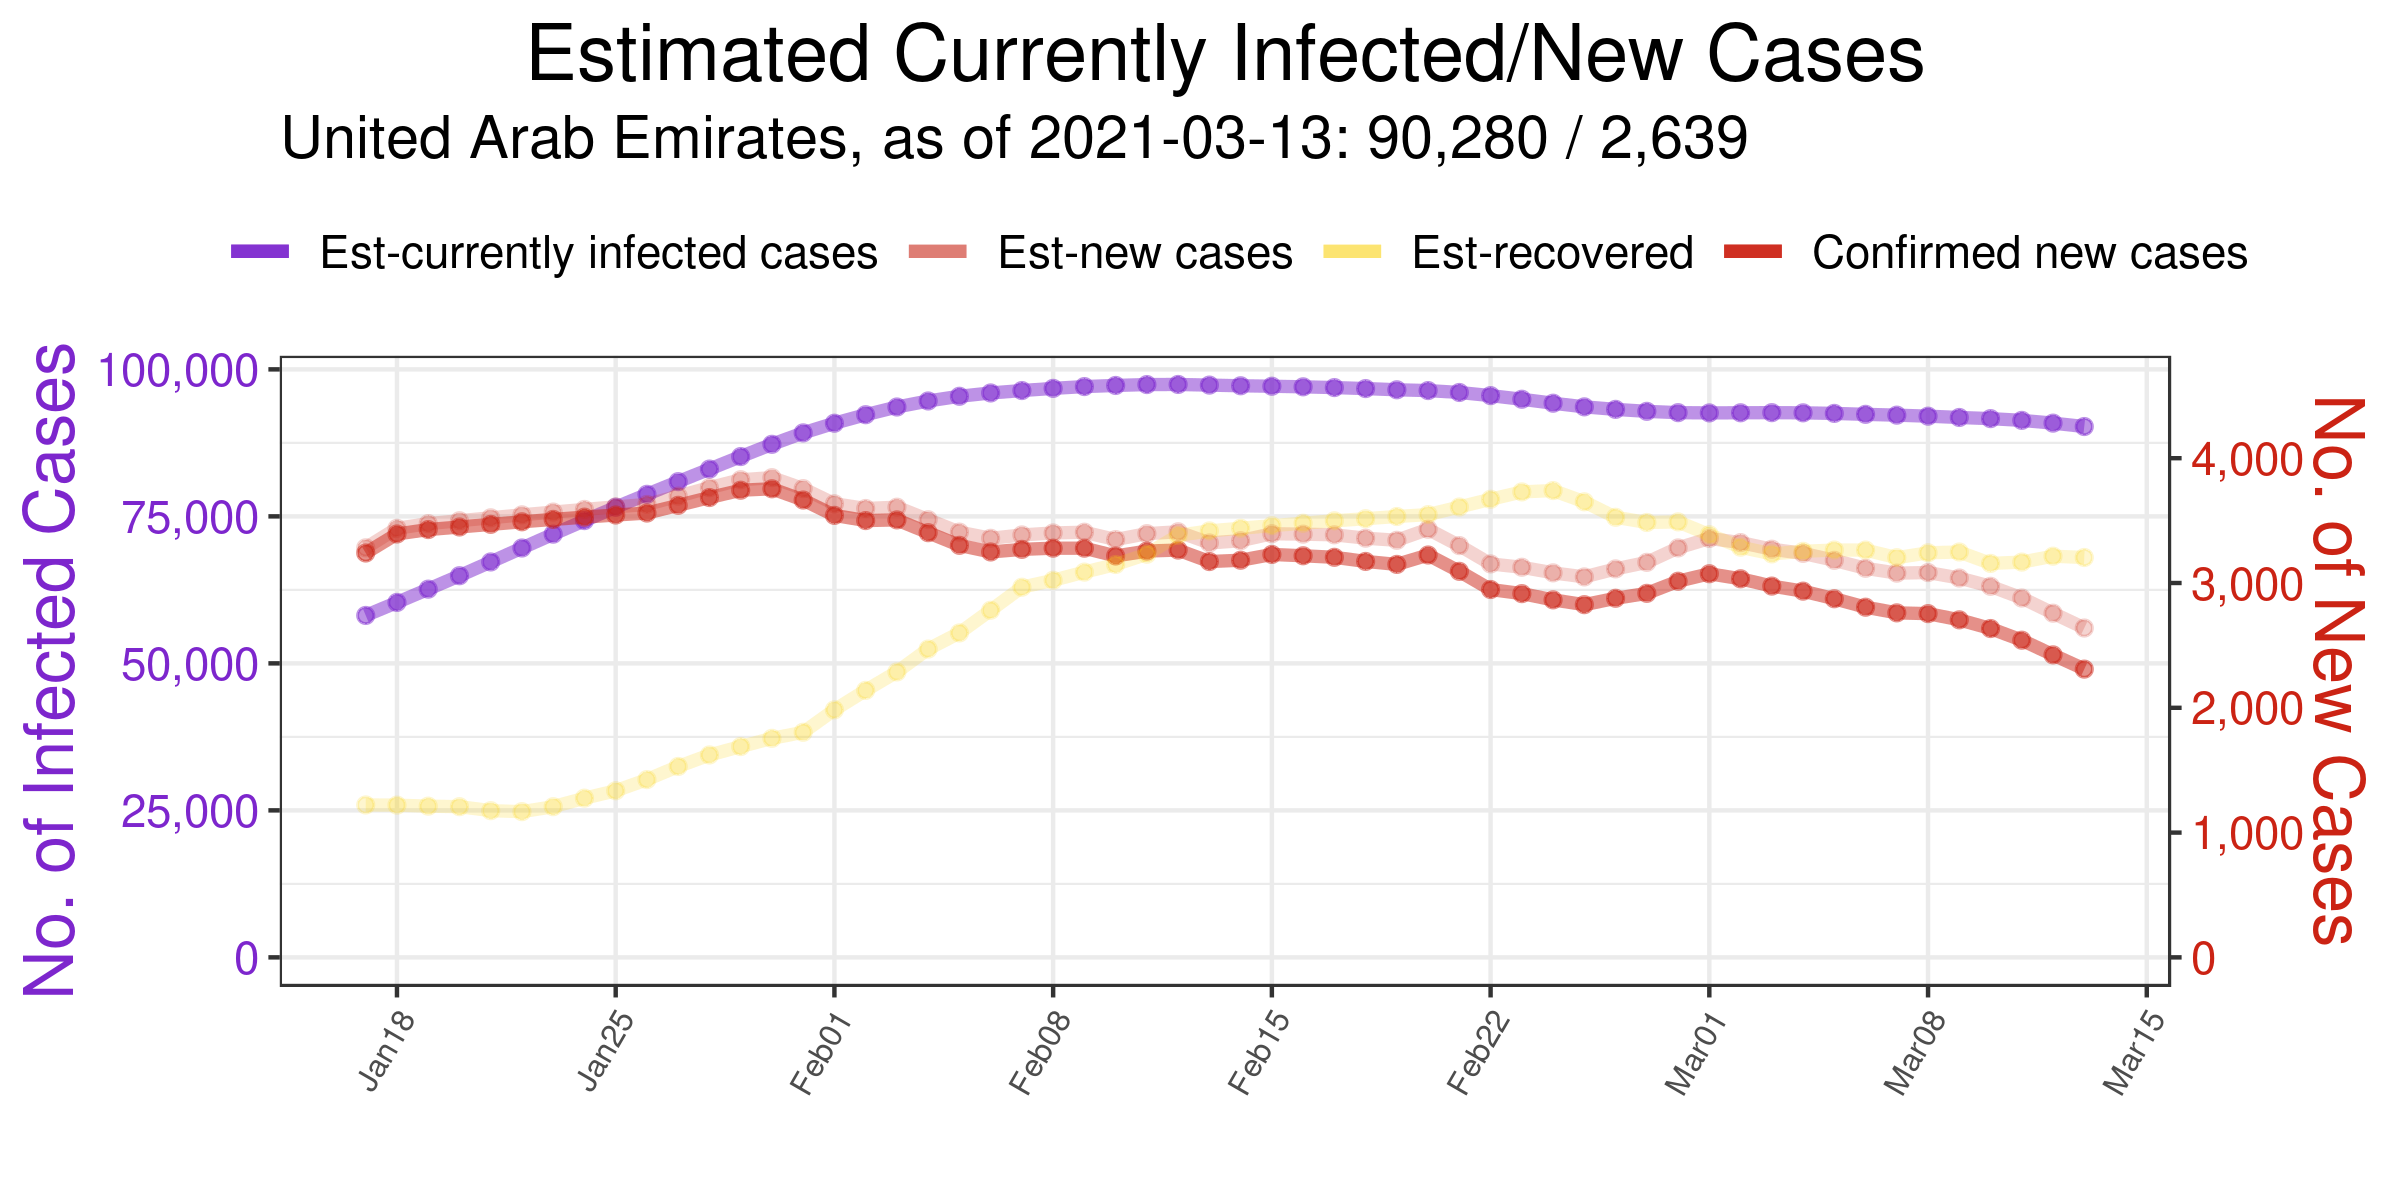 Estimated Currently Infected/New Cases
United Arab Emirates, as of 2021-03-13: 90,280 / 2,639
Est-currently infected cases Est-new cases Est-recovered Confirmed new cases
No. of Infected Cases
100,000
75,000
50,000
25,000
0
4,000
3,000
2,000
1,000
0
No. of New Cases
Jan18 Jan25 Feb01 Feb08 Feb15 Feb22 Mar01 Mar08 Mar15